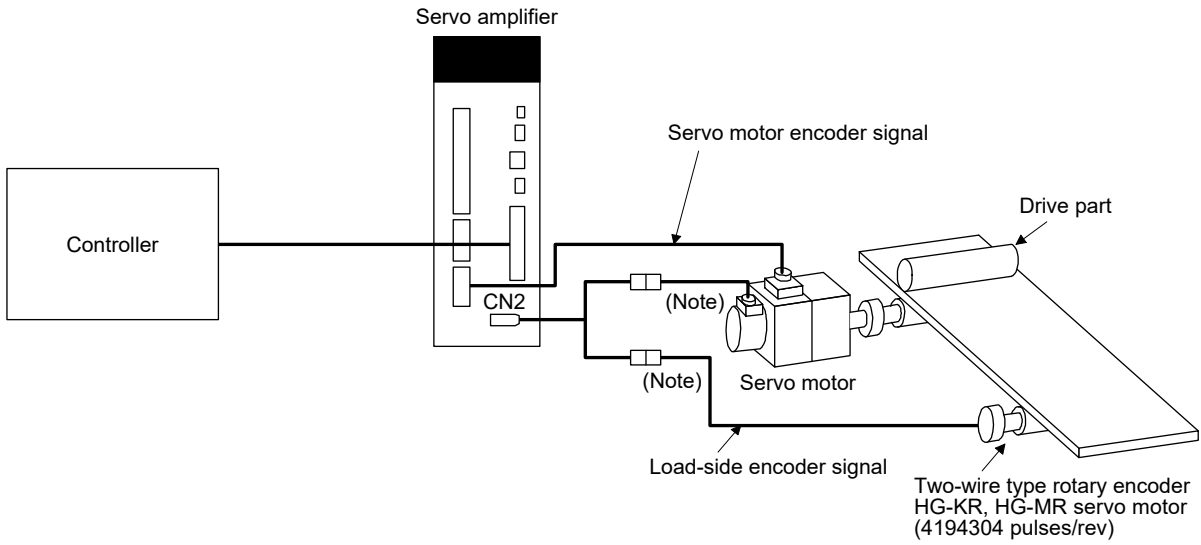 Servo amplifier
Servo motor encoder signal
Drive part
Controller
CN2
(Note)
(Note)
Servo motor
Load-side encoder signal
Two-wire type rotary encoder
HG-KR, HG-MR servo motor
(4194304 pulses/rev)